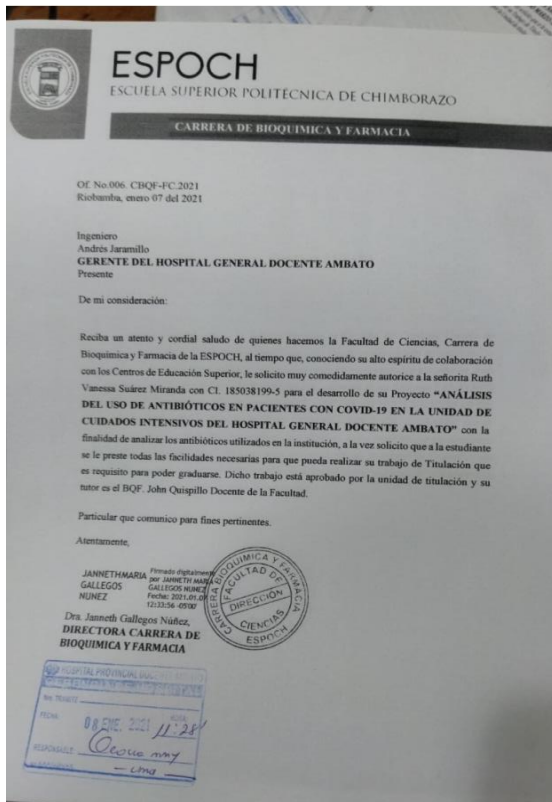 ESPOCH
ESCUELA SUPERIOR POLITECNICA DE CHIMBORAZO
CARRERA DE BIOQUIMICA Y FARMACIA
Of. No.006. CBQF-FC.2021
Riobamba, enero 07 del 2021
Ingeniero
Andrés Jaramillo
GERENTE DEL HOSPITAL GENERAL DOCENTE AMBATO
Presente
De mi consideración:
Reciba un atento y cordial saludo de quienes hacemos la Facultad de Ciencias, Carrera de
Bioquimica y Farmacia de la ESPOCH, al tiempo que, conociendo su alto espíritu de colaboración
con los Centros de Educación Superior, le solicito muy comedidamente autorice a la señorita Ruth
Vanessa Suárez Miranda con CI. 185038199-5 para el desarrollo de su Proyecto “ANÁLISIS
DEL USO DE ANTIBIÓTICOS EN PACIENTES CON COVID-19 EN LA UNIDAD DE
CUIDADOS INTENSIVOS DEL HOSPITAL GENERAL DOCENTE AMBATO” con la
finalidad de analizar los antibióticos utilizados en la institución, a la vez solicito que a la estudiante
se le preste todas las facilidades necesarias para que pueda realizar su trabajo de Titulación que
es requisito para poder graduarse. Dicho trabajo está aprobado por la unidad de titulación y su
tutor es el BQF. John Quispillo Docente de la Facultad.
Particular que comunico para fines pertinentes.
Atentamente,
JANNETHMARIA
GALLEGOS
NUNEZ
Firmado digitalmente
por JANNETH MARIA
GALLEGOS NUNEZ
Fecha: 2021.01.07
12:33:56 -05'00'
CARRERA BIOQUIMICA Y FARMACIA
FACULTAD DE CIENCIAS
DIRECCIÓN
ESPOCH
Dra. Janneth Gallegos Núñez,
DIRECTORA CARRERA DE
BIOQUIMICA Y FARMACIA
HOSPITAL PROVINCIAL DOCENTE AMBATO
FECHA: 08 ENE. 2021 HORA: 11:28
RESPONSABLE: